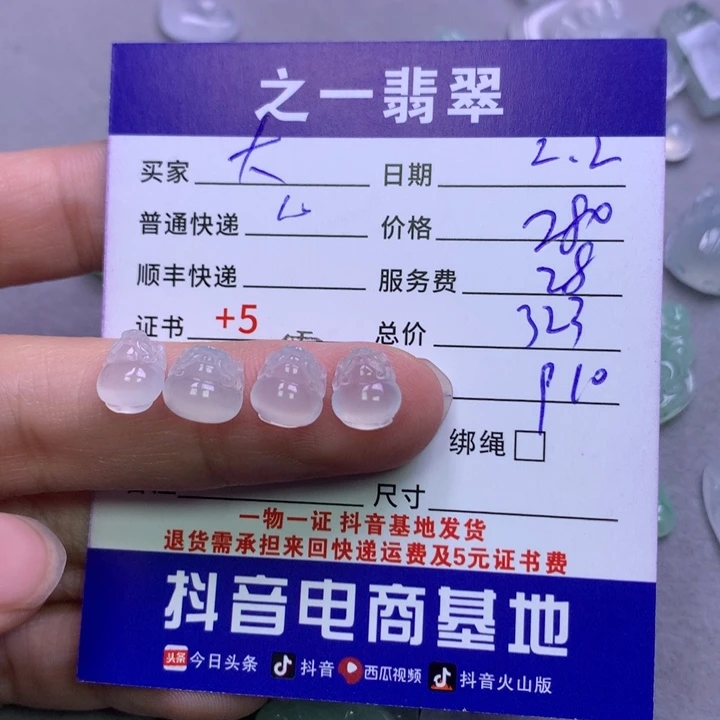 之一翡翠
买家 大 日期 2.2
普通快递 价格 280
顺丰快递 服务费 28
证书 +5 总价 323
P10
绑绳
尺寸
一物一证 抖音基地发货
退货需承担来回快递运费及5元证书费
抖音电商基地
头条 今日头条 抖音 西瓜视频 抖音火山版